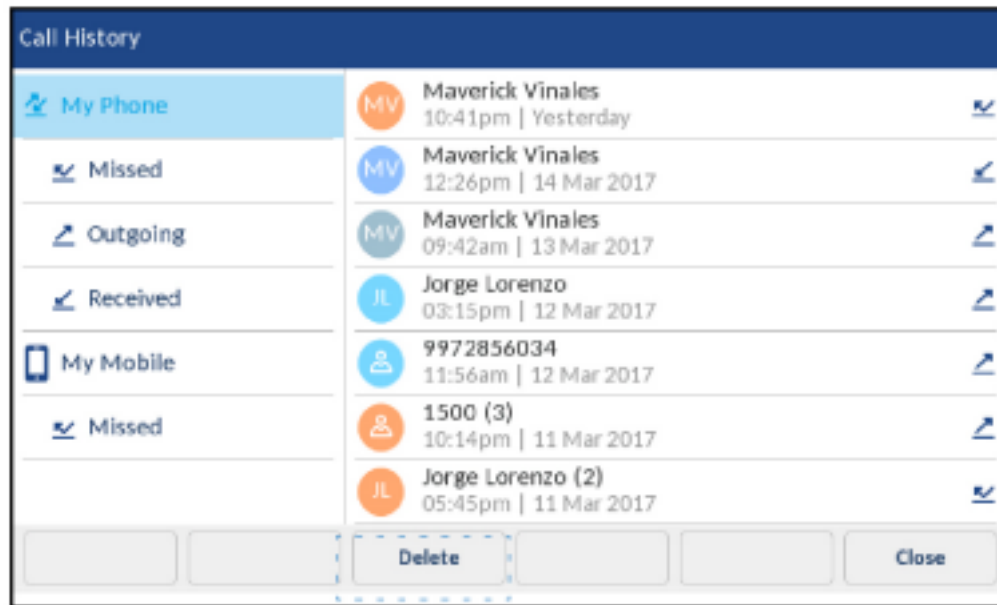 Call History
My Phone
Missed
Outgoing
Received
My Mobile
Missed
MV
Maverick Vinales
10:41pm | Yesterday
MV
Maverick Vinales
12:26pm | 14 Mar 2017
MV
Maverick Vinales
09:42am | 13 Mar 2017
JL
Jorge Lorenzo
03:15pm | 12 Mar 2017
9972856034
11:56am | 12 Mar 2017
1500 (3)
10:14pm | 11 Mar 2017
JL
Jorge Lorenzo (2)
05:45pm | 11 Mar 2017
Delete
Close